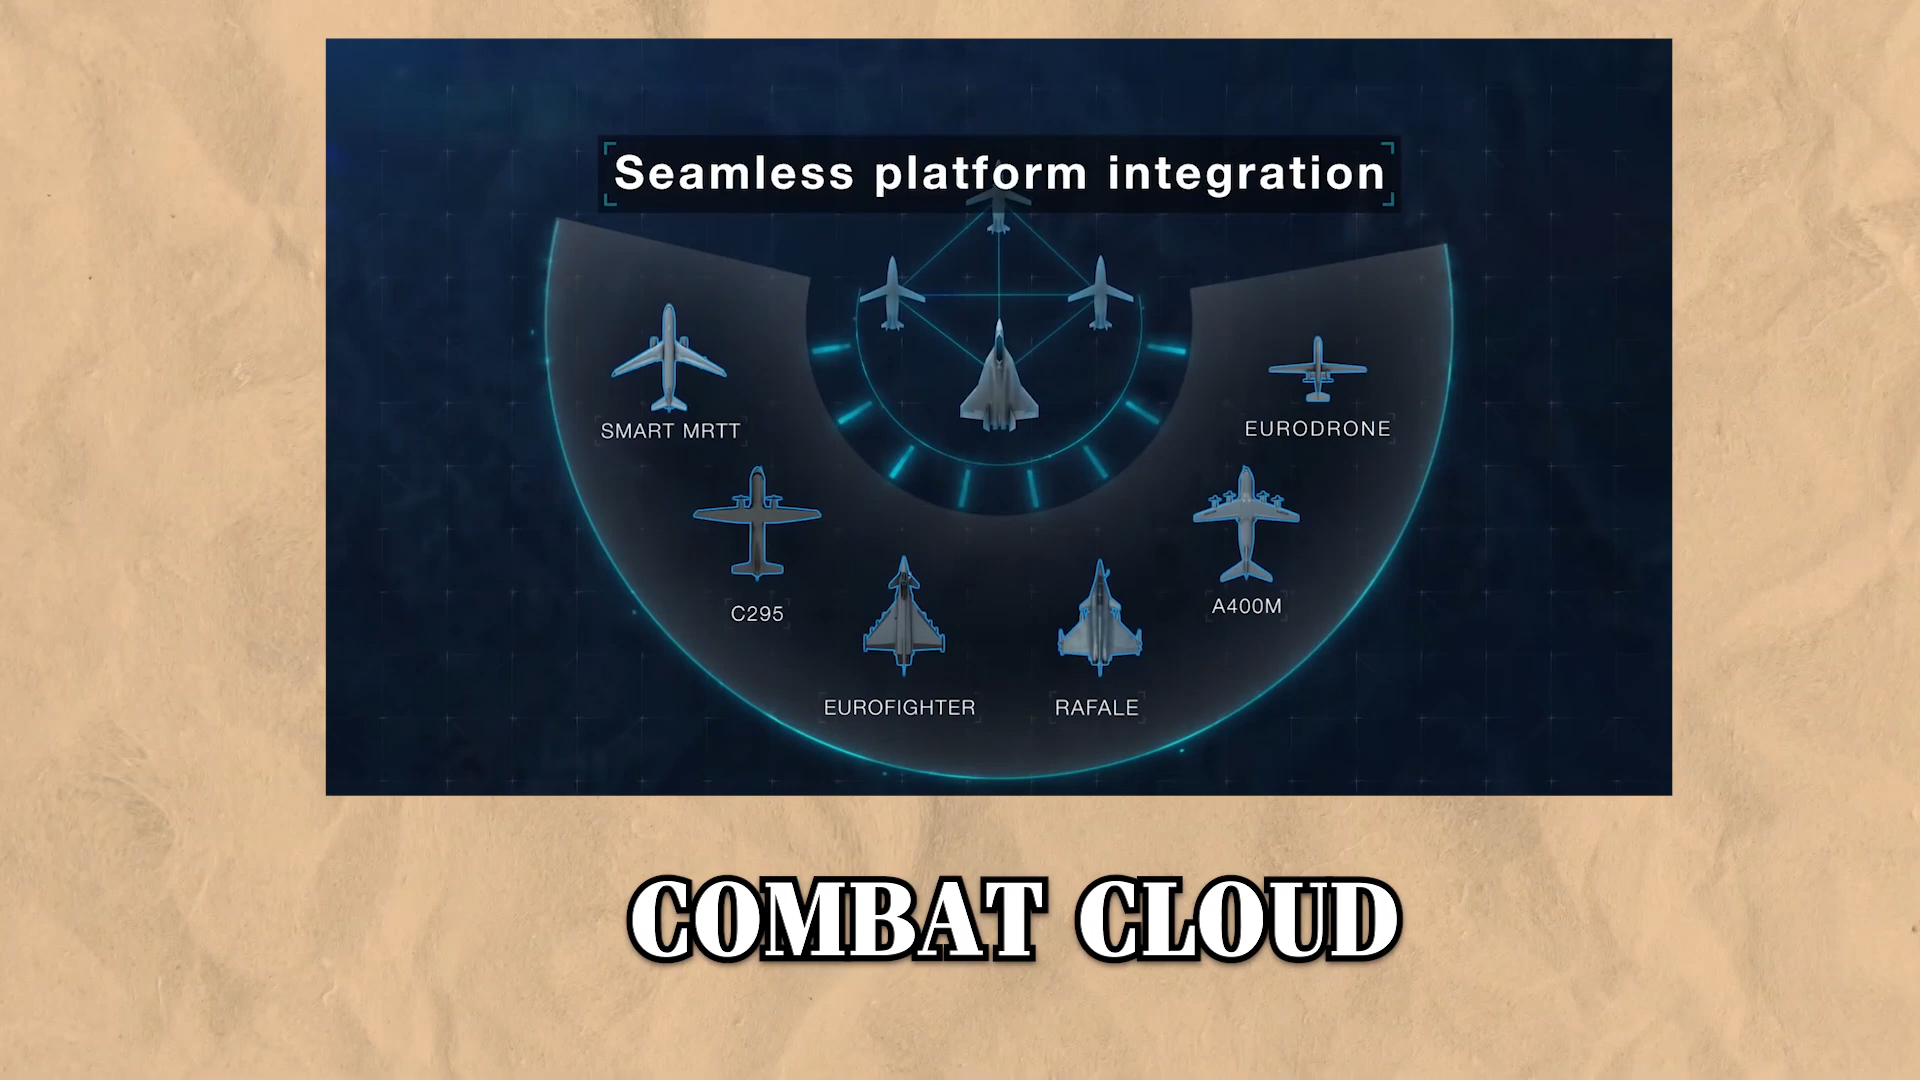 Seamless platform integration
SMART MRTT
EURODRONE
C295
A400M
EUROFIGHTER
RAFALE
COMBAT CLOUD